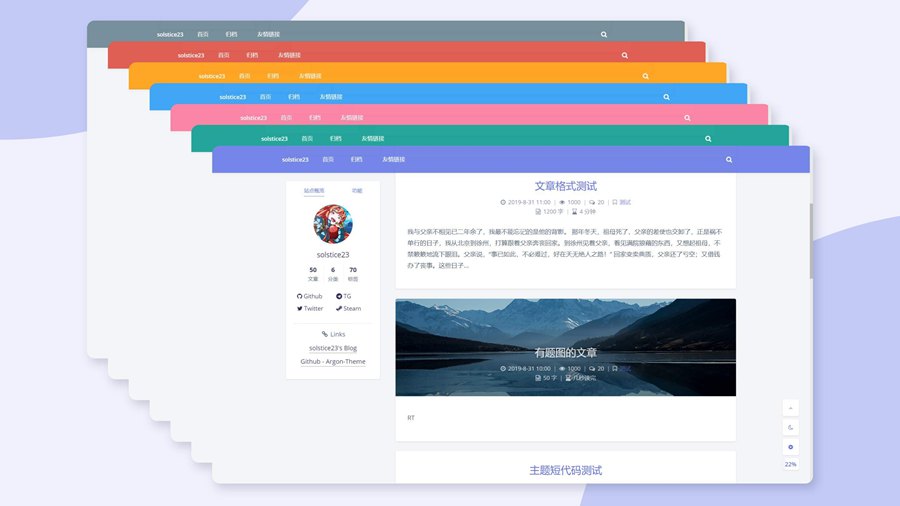 solstice23 首页 归档 友情链接
solstice23 首页 归档 友情链接
solstice23 首页 归档 友情链接
solstice23 首页 归档 友情链接
solstice23 首页 归档 友情链接
solstice23 首页 归档 友情链接
solstice23 首页 归档 友情链接
站点概览 功能
solstice23
50 6 70
文章 分类 标签
Github TG
Twitter Steam
Links
solstice23's Blog
Github - Argon-Theme
文章格式测试
2019-8-31 11:00 | 1000 | 20 | 测试
1200 字 | 4 分钟
我与父亲不相见已二年余了，我最不能忘记的是他的背影。 那年冬天，祖母死了，父亲的差使也交卸了，正是祸不
单行的日子，我从北京到徐州，打算跟着父亲奔丧回家。到徐州见着父亲，看见满院狼藉的东西，又想起祖母，不
禁簌簌地流下眼泪。父亲说，“事已如此，不必难过，好在天无绝人之路！” 回家变卖典质，父亲还了亏空；又借钱
办了丧事。这些日子...
有题图的文章
2019-8-31 10:00 | 1000 | 20 | 测试
50 字 | 几秒读完
RT
主题短代码测试
22%